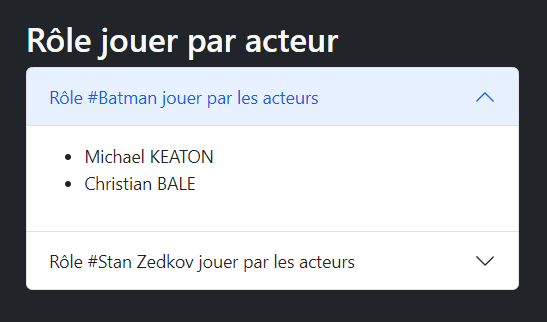 Rôle jouer par acteur
Rôle #Batman jouer par les acteurs
Michael KEATON
Christian BALE
Rôle #Stan Zedkov jouer par les acteurs